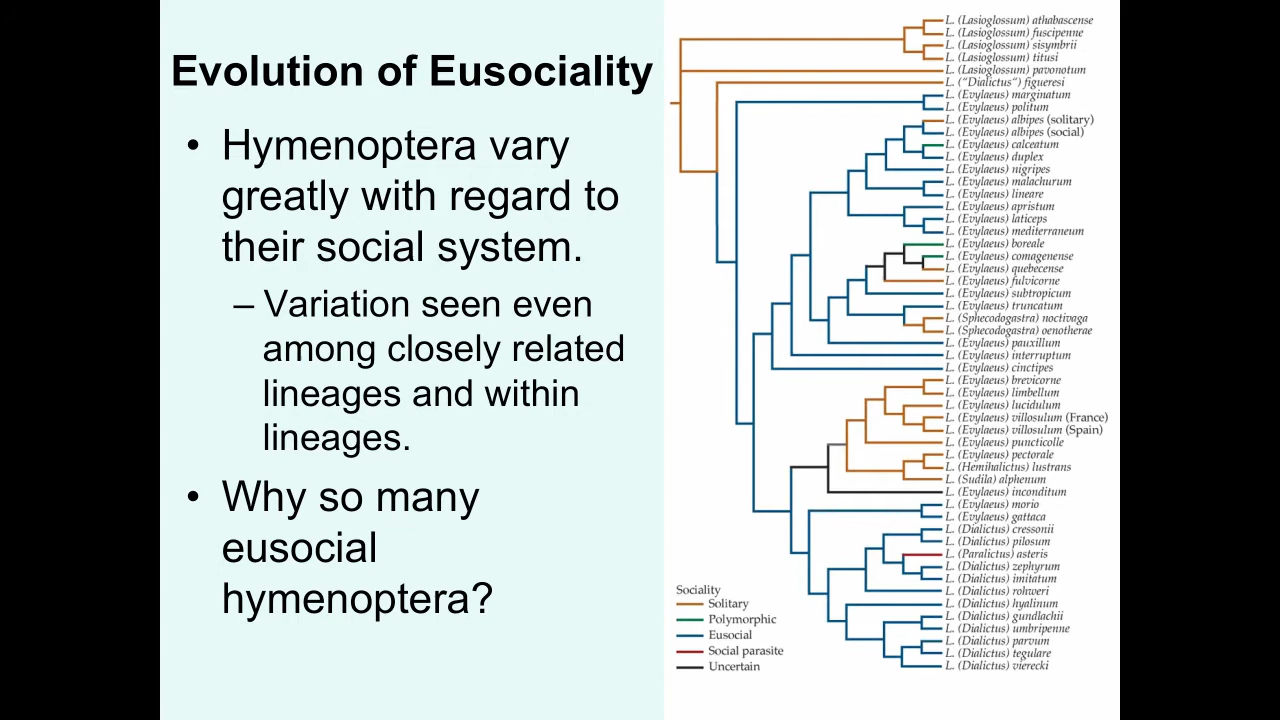 Evolution of Eusociality
• Hymenoptera vary
greatly with regard to
their social system.
– Variation seen even
among closely related
lineages and within
lineages.
• Why so many
eusocial
hymenoptera?
L. (Lasioglossum) athabascense
L. (Lasioglossum) fuscipenne
L. (Lasioglossum) sisymbrii
L. (Lasioglossum) titusi
L. (Lasioglossum) pavonotum
L. ("Dialictus") figueresi
L. (Evylaeus) marginatum
L. (Evylaeus) politum
L. (Evylaeus) albipes (solitary)
L. (Evylaeus) albipes (social)
L. (Evylaeus) calceatum
L. (Evylaeus) duplex
L. (Evylaeus) nigripes
L. (Evylaeus) malachurum
L. (Evylaeus) lineare
L. (Evylaeus) apristum
L. (Evylaeus) laticeps
L. (Evylaeus) mediterraneum
L. (Evylaeus) boreale
L. (Evylaeus) comagenense
L. (Evylaeus) quebecense
L. (Evylaeus) fulvicorne
L. (Evylaeus) subtropicum
L. (Evylaeus) truncatum
L. (Sphecodogastra) noctivaga
L. (Sphecodogastra) oenotherae
L. (Evylaeus) pauxillum
L. (Evylaeus) interruptum
L. (Evylaeus) cinctipes
L. (Evylaeus) brevicorne
L. (Evylaeus) limbellum
L. (Evylaeus) lucidulum
L. (Evylaeus) villosulum (France)
L. (Evylaeus) villosulum (Spain)
L. (Evylaeus) puncticolle
L. (Evylaeus) pectorale
L. (Hemihalictus) lustrans
L. (Sudila) alphenum
L. (Evylaeus) inconditum
L. (Evylaeus) morio
L. (Evylaeus) gattaca
L. (Dialictus) cressonii
L. (Dialictus) pilosum
L. (Paralictus) asteris
L. (Dialictus) zephyrum
L. (Dialictus) imitatum
L. (Dialictus) rohweri
L. (Dialictus) hyalinum
L. (Dialictus) gundlachii
L. (Dialictus) umbripenne
L. (Dialictus) parvum
L. (Dialictus) tegulare
L. (Dialictus) vierecki
Sociality
Solitary
Polymorphic
Eusocial
Social parasite
Uncertain